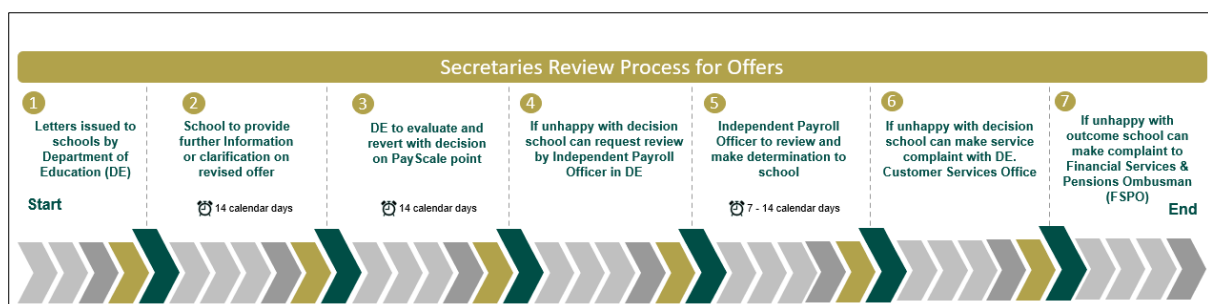 Secretaries Review Process for Offers
1
Letters issued to
schools by
Department of
Education (DE)
Start
2
School to provide
further Information
or clarification on
revised offer
14 calendar days
3
DE to evaluate and
revert with decision
on PayScale point
14 calendar days
4
If unhappy with decision
school can request review
by Independent Payroll
Officer in DE
5
Independent Payroll
Officer to review and
make determination to
school
7 - 14 calendar days
6
If unhappy with decision
school can make service
complaint with DE.
Customer Services Office
7
If unhappy with
outcome school can
make complaint to
Financial Services &
Pensions Ombusman
(FSPO)
End